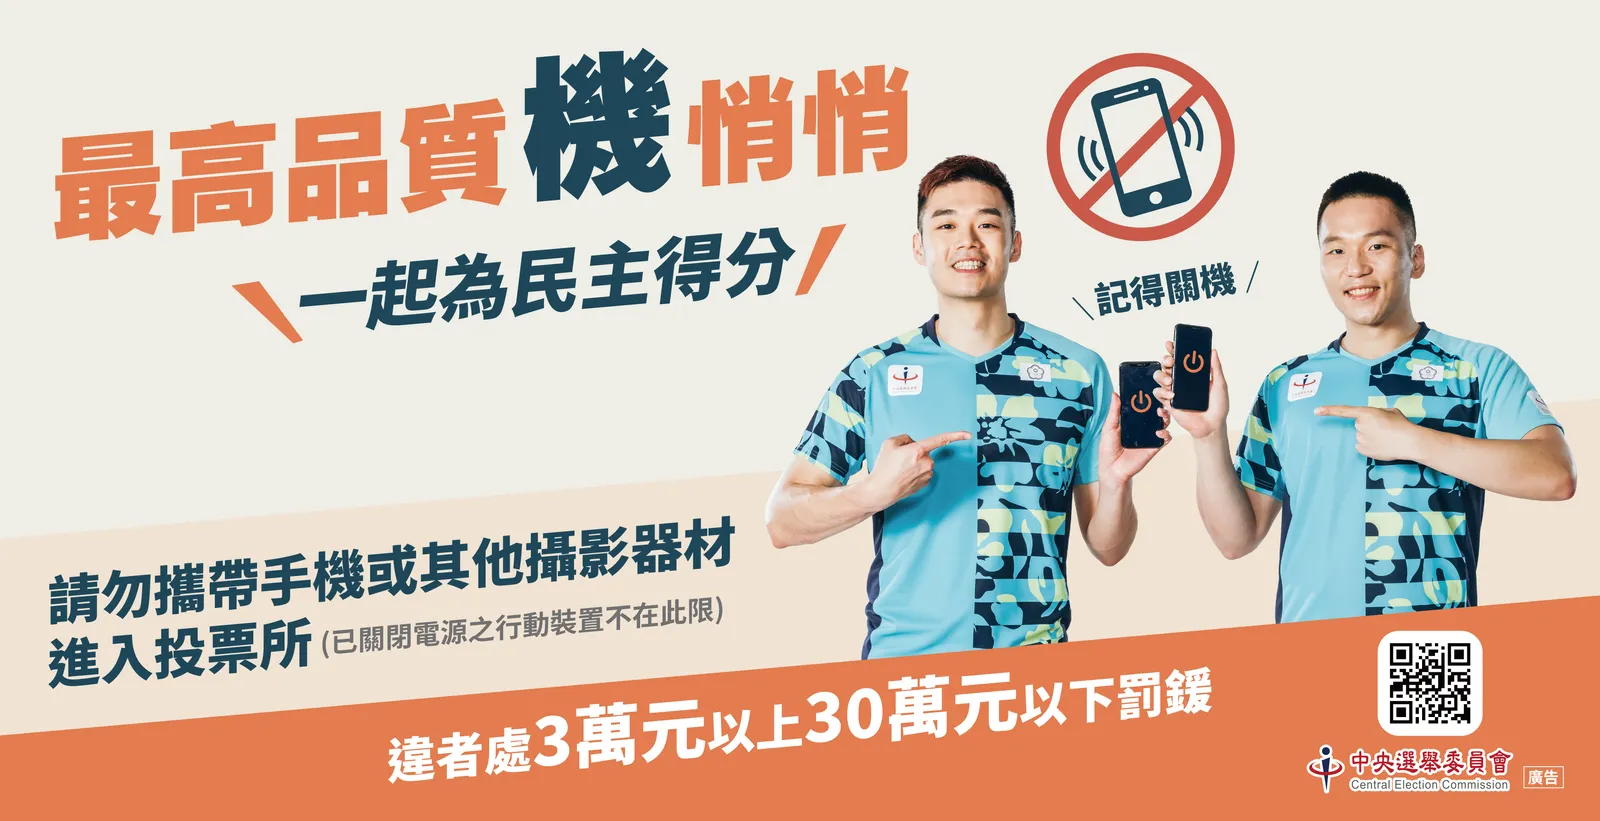 最高品質機悄悄
一起為民主得分
記得關機
請勿攜帶手機或其他攝影器材
進入投票所(已關閉電源之行動裝置不在此限)
違者處3萬元以上30萬元以下罰鍰
中央選舉委員會
Central Election Commission
廣告